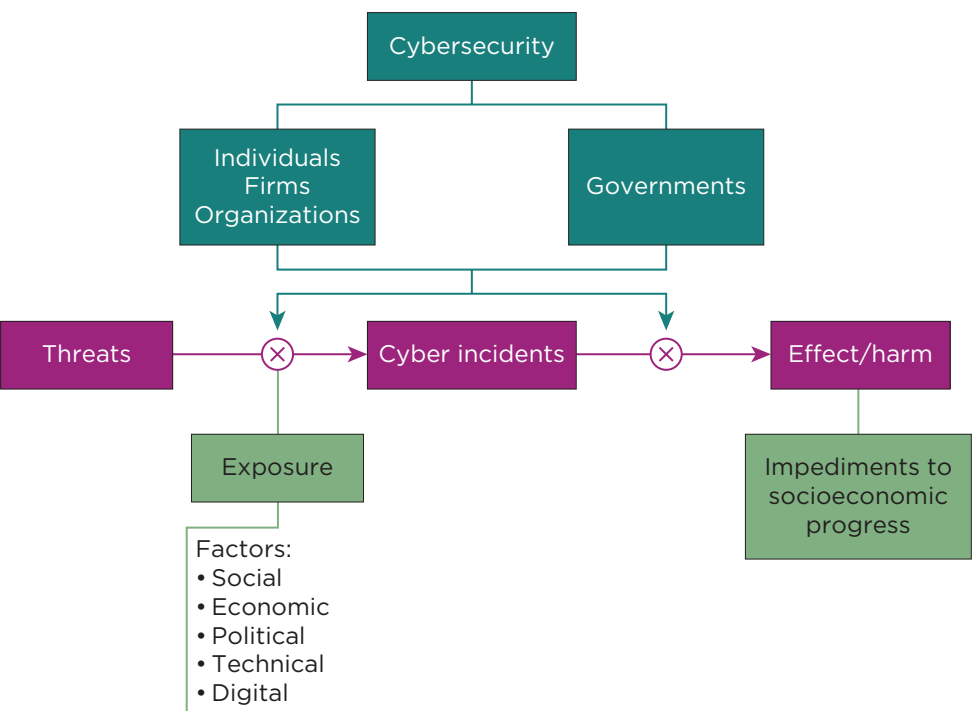 Cybersecurity
Individuals
Firms
Organizations
Governments
Threats
Cyber incidents
Effect/harm
Exposure
Impediments to
socioeconomic
progress
Factors:
• Social
• Economic
• Political
• Technical
• Digital